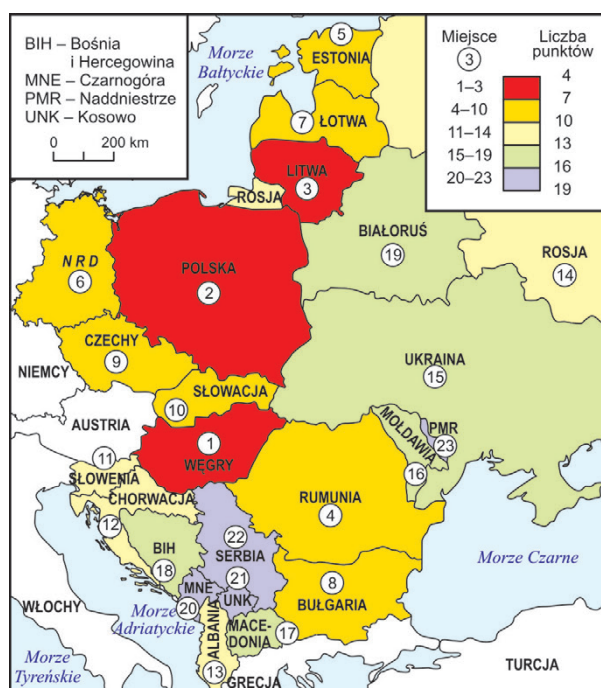 BIH – Bośnia
i Hercegowina
MNE – Czarnogóra
PMR – Naddniestrze
UNK – Kosowo
0 200 km
Morze
Bałtyckie
Miejsce
3
Liczba
punktów
1–3
4–10
11–14
15–19
20–23
4
7
10
13
16
19
5
ESTONIA
7
ŁOTWA
LITWA
3
ROSJA
BIAŁORUŚ
19
ROSJA
14
NRD
6
POLSKA
2
CZECHY
9
NIEMCY
SŁOWACJA
10
UKRAINA
15
AUSTRIA
1
WĘGRY
MOŁDAWIA
16
PMR
23
11
SŁOWENIA
CHORWACJA
12
RUMUNIA
4
BIH
18
22
SERBIA
21
Morze Czarne
MNE
20
UNK
8
BUŁGARIA
WŁOCHY
Morze
Adriatyckie
ALBANIA
13
MACE-
DONIA
17
Morze
Tyreńskie
GRECJA
TURCJA